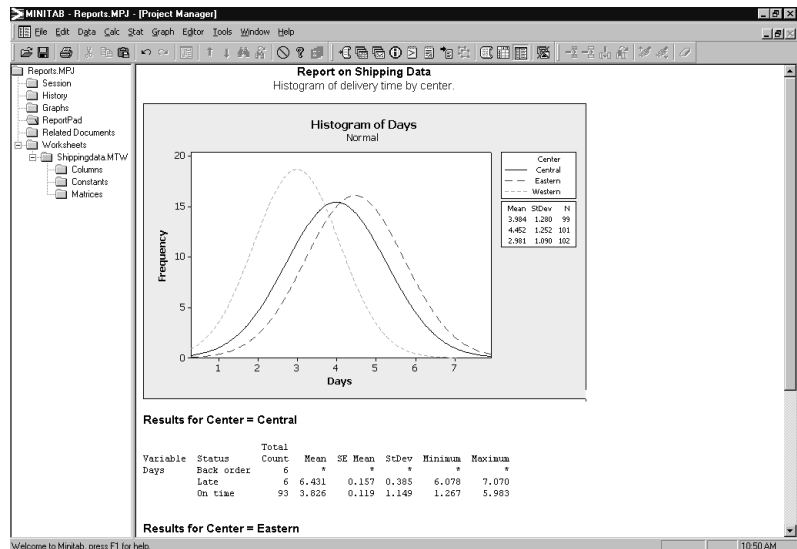 MINITAB - Reports.MPJ - [Project Manager]
File Edit Data Calc Stat Graph Editor Tools Window Help
Reports.MPJ
Session
History
Graphs
ReportPad
Related Documents
Worksheets
Shippingdata.MTW
Columns
Constants
Matrices
Report on Shipping Data
Histogram of delivery time by center.
Histogram of Days
Normal
Frequency
20
15
10
5
0
1 2 3 4 5 6 7
Days
Center
Central
Eastern
Western
Mean StDev N
3.984 1.280 99
4.452 1.252 101
2.981 1.090 102
Results for Center = Central
Total
Variable Status Count Mean SE Mean StDev Minimum Maximum
Days Back order 6 * * * * *
Late 6 6.431 0.157 0.385 6.078 7.070
On time 93 3.826 0.119 1.149 1.267 5.983
Results for Center = Eastern
Welcome to Minitab, press F1 for help.
10:50 AM